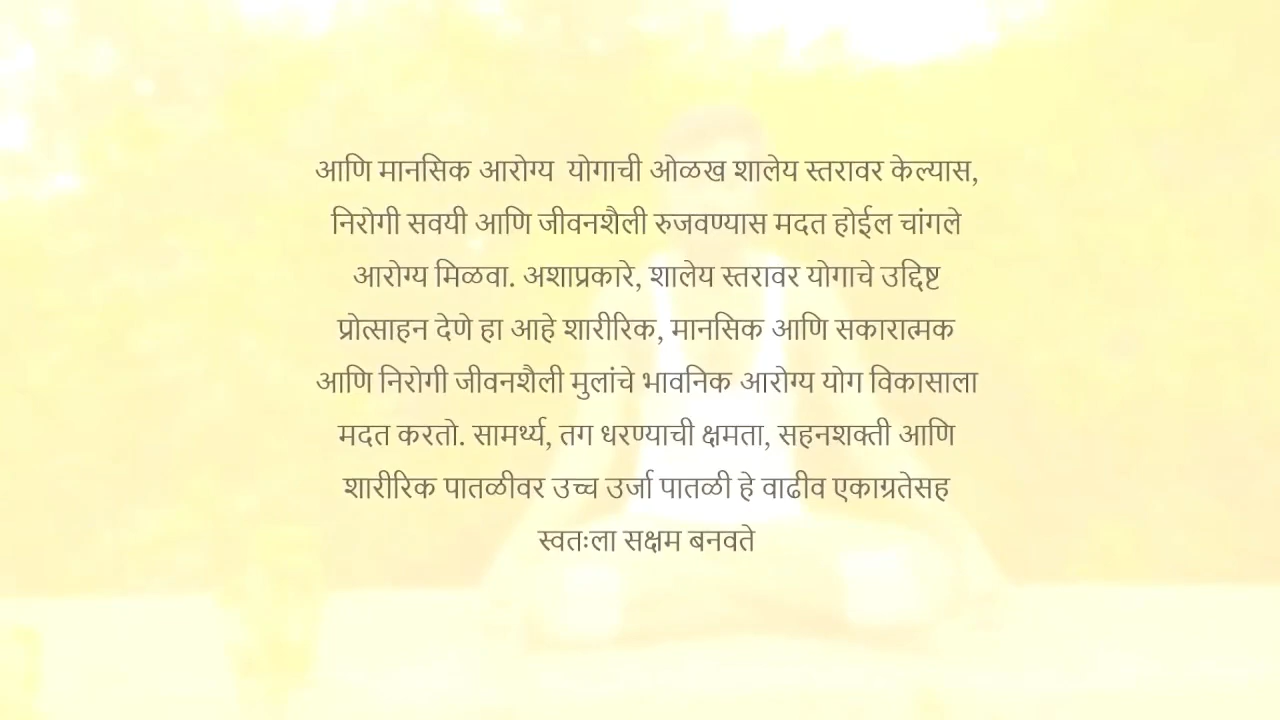 आणि मानसिक आरोग्य  योगाची ओळख शालेय स्तरावर केल्यास,
निरोगी सवयी आणि जीवनशैली रुजवण्यास मदत होईल चांगले
आरोग्य मिळवा. अशाप्रकारे, शालेय स्तरावर योगाचे उद्दिष्ट
प्रोत्साहन देणे हा आहे शारीरिक, मानसिक आणि सकारात्मक
आणि निरोगी जीवनशैली मुलांचे भावनिक आरोग्य योग विकासाला
मदत करतो. सामर्थ्य, तग धरण्याची क्षमता, सहनशक्ती आणि
शारीरिक पातळीवर उच्च उर्जा पातळी हे वाढीव एकाग्रतेसह
स्वतःला सक्षम बनवते